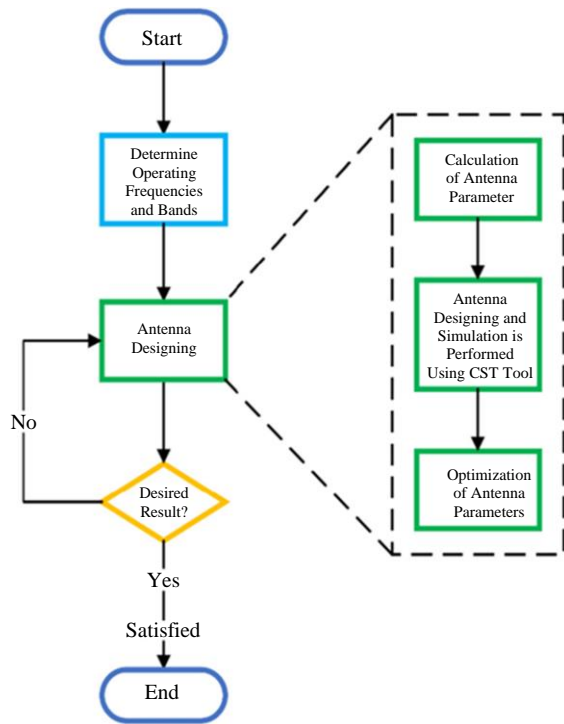 Start
Determine
Operating
Frequencies
and Bands
Antenna
Designing
No
Desired
Result?
Yes
Satisfied
End
Calculation
of Antenna
Parameter
Antenna
Designing and
Simulation is
Performed
Using CST Tool
Optimization
of Antenna
Parameters